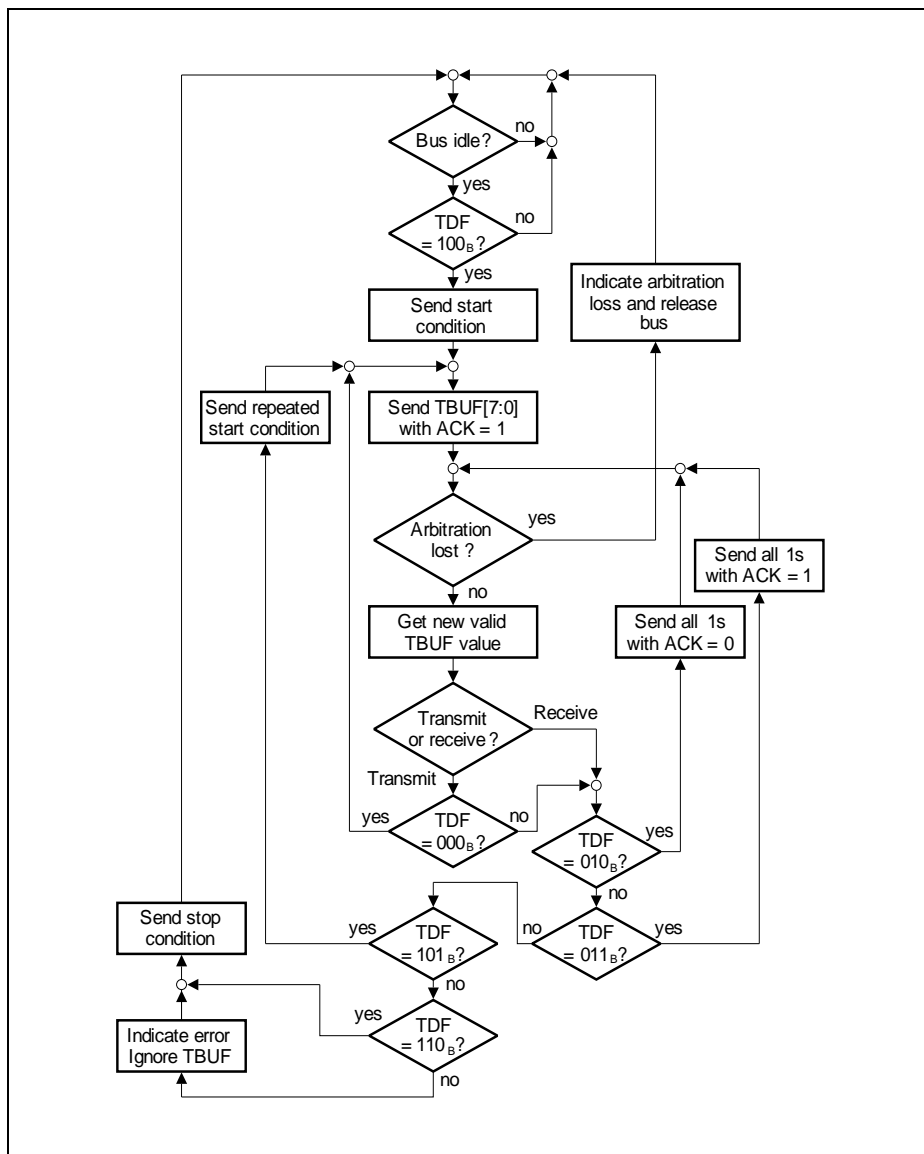 Bus idle?
no
yes
TDF
= 100B?
no
yes
Send start
condition
Indicate arbitration
loss and release
bus
Send repeated
start condition
Send TBUF[7:0]
with ACK = 1
Arbitration
lost ?
yes
no
Send all 1s
with ACK = 1
Get new valid
TBUF value
Send all 1s
with ACK = 0
Transmit
or receive ?
Receive
Transmit
TDF
= 000B?
yes
no
TDF
= 010B?
yes
no
Send stop
condition
TDF
= 101B?
yes
no
TDF
= 011B?
no
yes
Indicate error
Ignore TBUF
TDF
= 110B?
yes
no